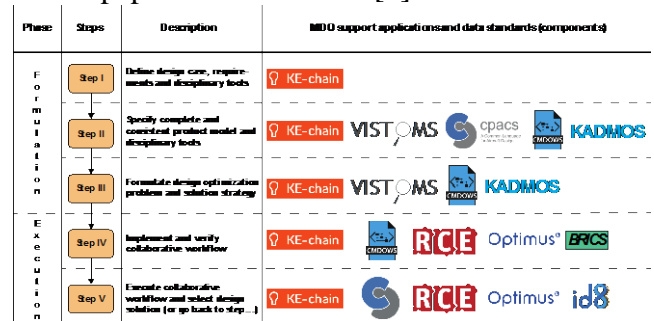 Phase Steps Description MDO support applications and data standards (components)
Formulation
Step I
Define design case, require-
ments and disciplinary tools
KE-chain
Step II
Specify complete and
consistent product model and
disciplinary tools
KE-chain VISTOMS cpacs CMDOWS KADMOS
Step III
Formulate design optimization
problem and solution strategy
KE-chain VISTOMS CMDOWS KADMOS
Execution
Step IV
Implement and verify
collaborative workflow
KE-chain CMDOWS RCE Optimus® BRICS
Step V
Execute collaborative
workflow and select design
solution (or go back to step...)
KE-chain RCE Optimus® id8